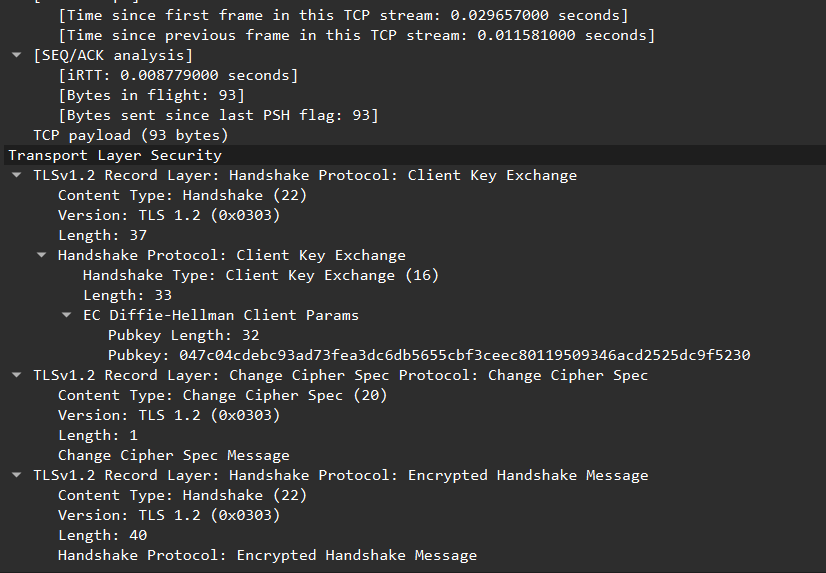 [Time since first frame in this TCP stream: 0.029657000 seconds]
[Time since previous frame in this TCP stream: 0.011581000 seconds]
[SEQ/ACK analysis]
[iRTT: 0.008779000 seconds]
[Bytes in flight: 93]
[Bytes sent since last PSH flag: 93]
TCP payload (93 bytes)
Transport Layer Security
TLSv1.2 Record Layer: Handshake Protocol: Client Key Exchange
Content Type: Handshake (22)
Version: TLS 1.2 (0x0303)
Length: 37
Handshake Protocol: Client Key Exchange
Handshake Type: Client Key Exchange (16)
Length: 33
EC Diffie-Hellman Client Params
Pubkey Length: 32
Pubkey: 047c04cdebc93ad73fea3dc6db5655cbf3ceec80119509346acd2525dc9f5230
TLSv1.2 Record Layer: Change Cipher Spec Protocol: Change Cipher Spec
Content Type: Change Cipher Spec (20)
Version: TLS 1.2 (0x0303)
Length: 1
Change Cipher Spec Message
TLSv1.2 Record Layer: Handshake Protocol: Encrypted Handshake Message
Content Type: Handshake (22)
Version: TLS 1.2 (0x0303)
Length: 40
Handshake Protocol: Encrypted Handshake Message